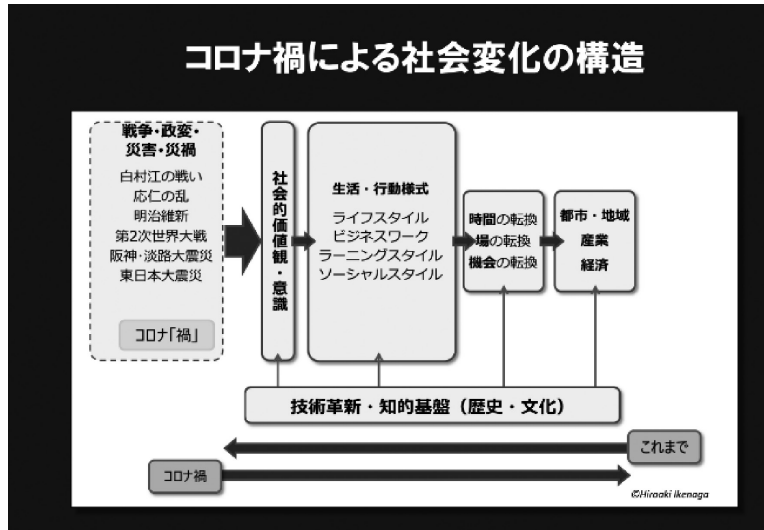 コロナ禍による社会変化の構造
戦争・政変・
災害・災禍
白村江の戦い
応仁の乱
明治維新
第2次世界大戦
阪神・淡路大震災
東日本大震災
コロナ「禍」
社会的価値観・意識
生活・行動様式
ライフスタイル
ビジネスワーク
ラーニングスタイル
ソーシャルスタイル
時間の転換
場の転換
機会の転換
都市・地域
産業
経済
技術革新・知的基盤（歴史・文化）
これまで
コロナ禍
©Hiroaki Ikenaga